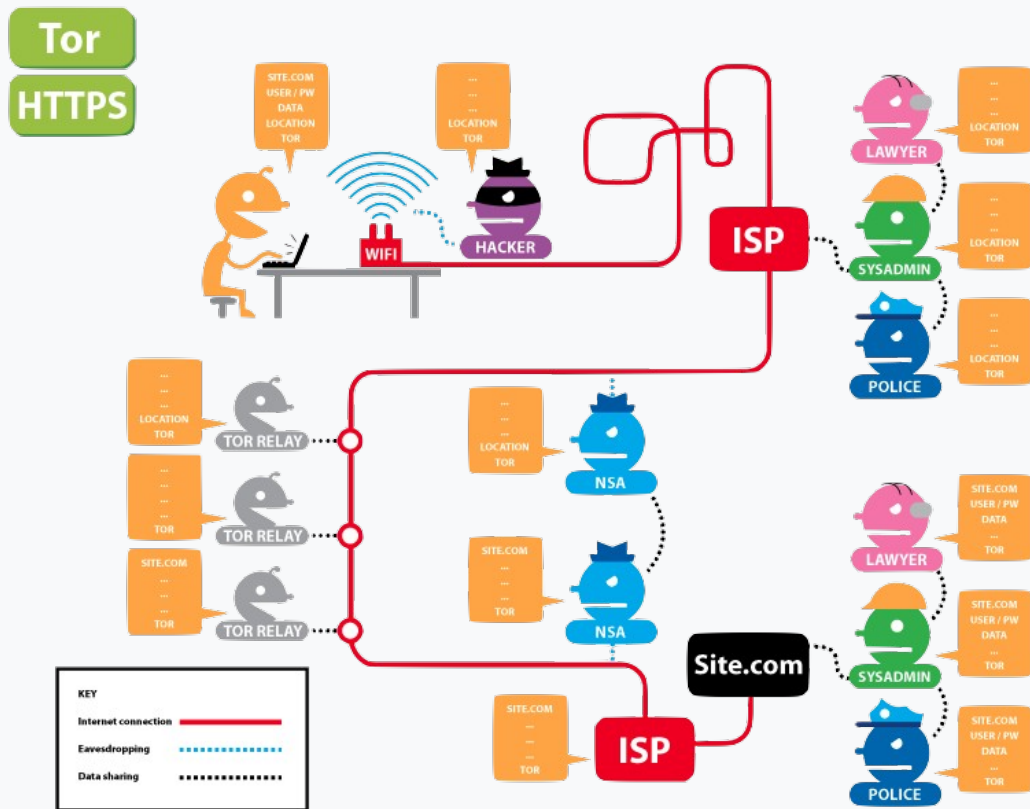 Tor
HTTPS
SITE.COM
USER / PW
DATA
LOCATION
TOR
...
...
...
LOCATION
TOR
WIFI
HACKER
ISP
...
...
...
LOCATION
TOR
LAWYER
...
...
...
LOCATION
TOR
SYSADMIN
...
...
...
LOCATION
TOR
POLICE
...
...
...
LOCATION
TOR
TOR RELAY
...
...
...
...
TOR
TOR RELAY
SITE.COM
...
...
...
TOR
TOR RELAY
...
...
...
LOCATION
TOR
NSA
SITE.COM
...
...
...
TOR
NSA
SITE.COM
USER / PW
DATA
...
TOR
LAWYER
SITE.COM
USER / PW
DATA
...
TOR
SYSADMIN
SITE.COM
USER / PW
DATA
...
TOR
POLICE
Site.com
SITE.COM
...
...
...
TOR
ISP
KEY
Internet connection
Eavesdropping
Data sharing